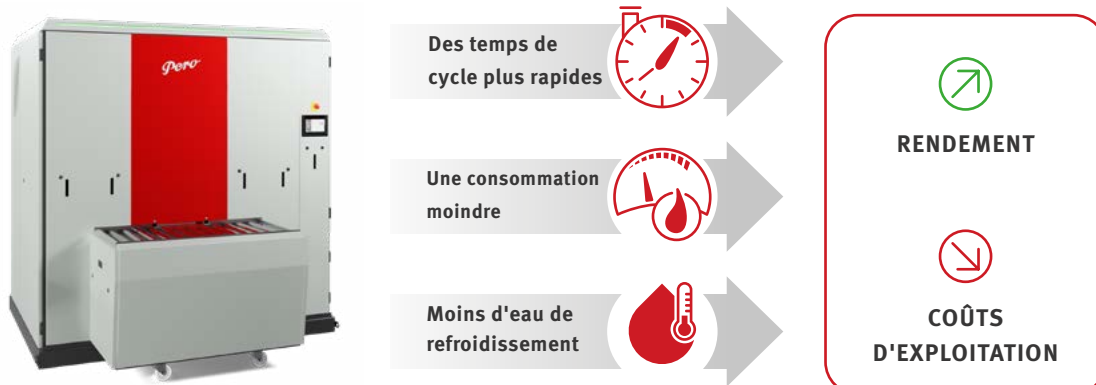 Pero
Des temps de
cycle plus rapides
Une consommation
moindre
Moins d'eau de
refroidissement
RENDEMENT
COÛTS
D'EXPLOITATION